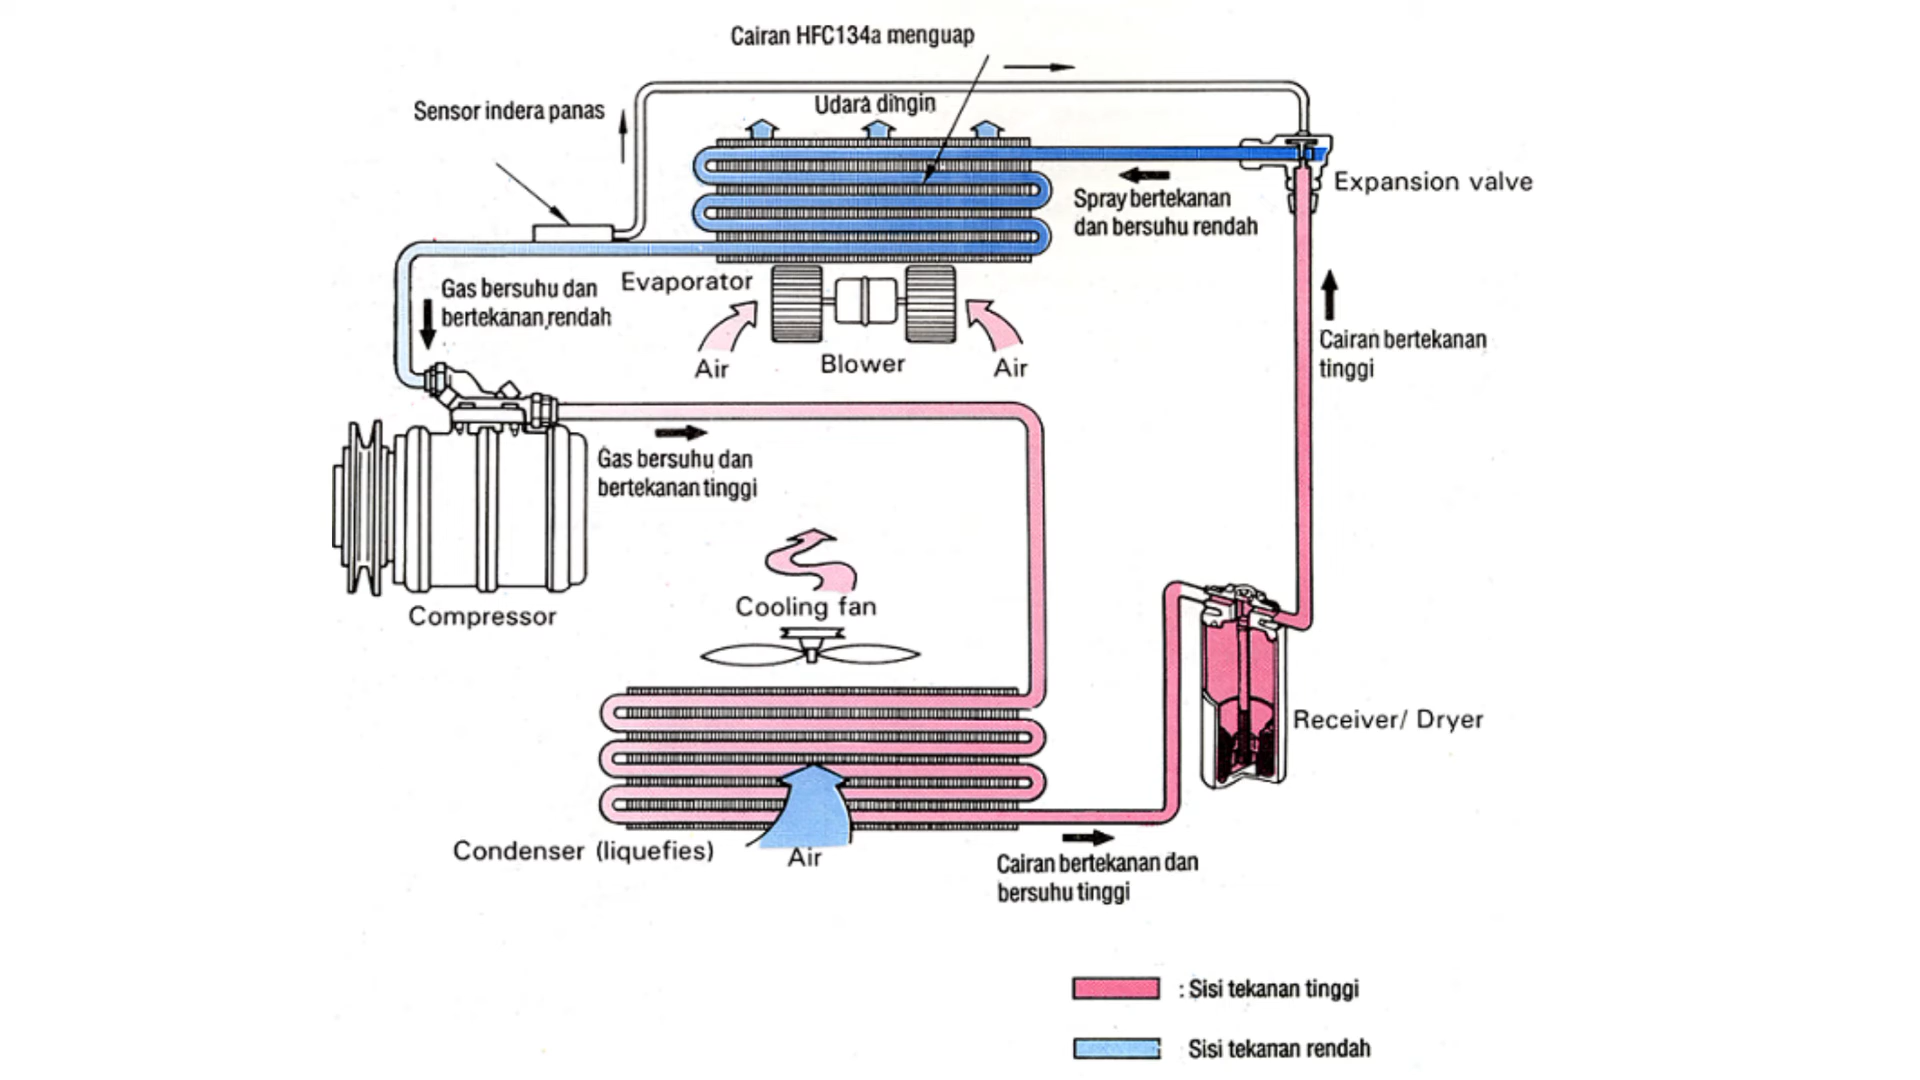 Cairan HFC134a menguap
Sensor indera panas
Udara dingin
Expansion valve
Spray bertekanan
dan bersuhu rendah
Evaporator
Gas bersuhu dan
bertekanan rendah
Air
Blower
Air
Cairan bertekanan
tinggi
Gas bersuhu dan
bertekanan tinggi
Cooling fan
Compressor
Receiver/ Dryer
Condenser (liquefies)
Air
Cairan bertekanan dan
bersuhu tinggi
: Sisi tekanan tinggi
Sisi tekanan rendah